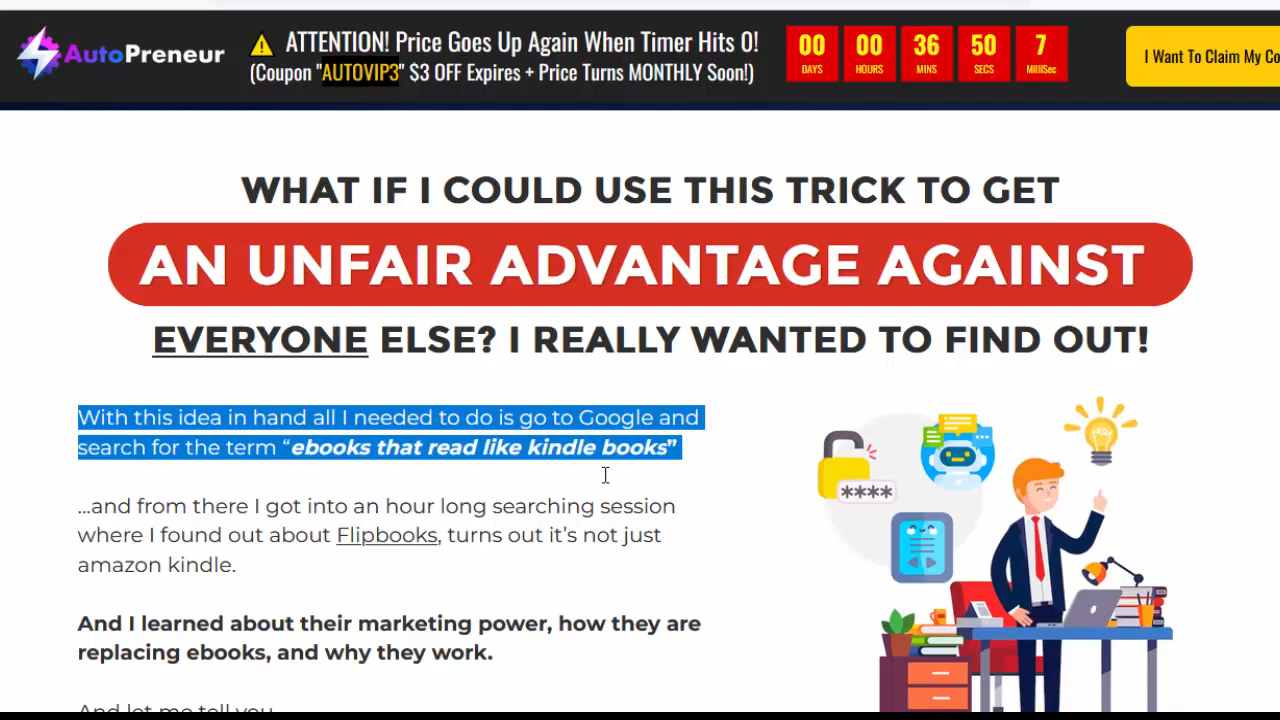 AutoPreneur
ATTENTION! Price Goes Up Again When Timer Hits 0!
(Coupon "AUTOVIP3" $3 OFF Expires + Price Turns MONTHLY Soon!)
00 00 36 50 7
DAYS HOURS MINS SECS MilliSec
I Want To Claim My Co
WHAT IF I COULD USE THIS TRICK TO GET
AN UNFAIR ADVANTAGE AGAINST
EVERYONE ELSE? I REALLY WANTED TO FIND OUT!
With this idea in hand all I needed to do is go to Google and
search for the term “ebooks that read like kindle books”
...and from there I got into an hour long searching session
where I found out about Flipbooks, turns out it’s not just
amazon kindle.
And I learned about their marketing power, how they are
replacing ebooks, and why they work.
And let me tell you
****